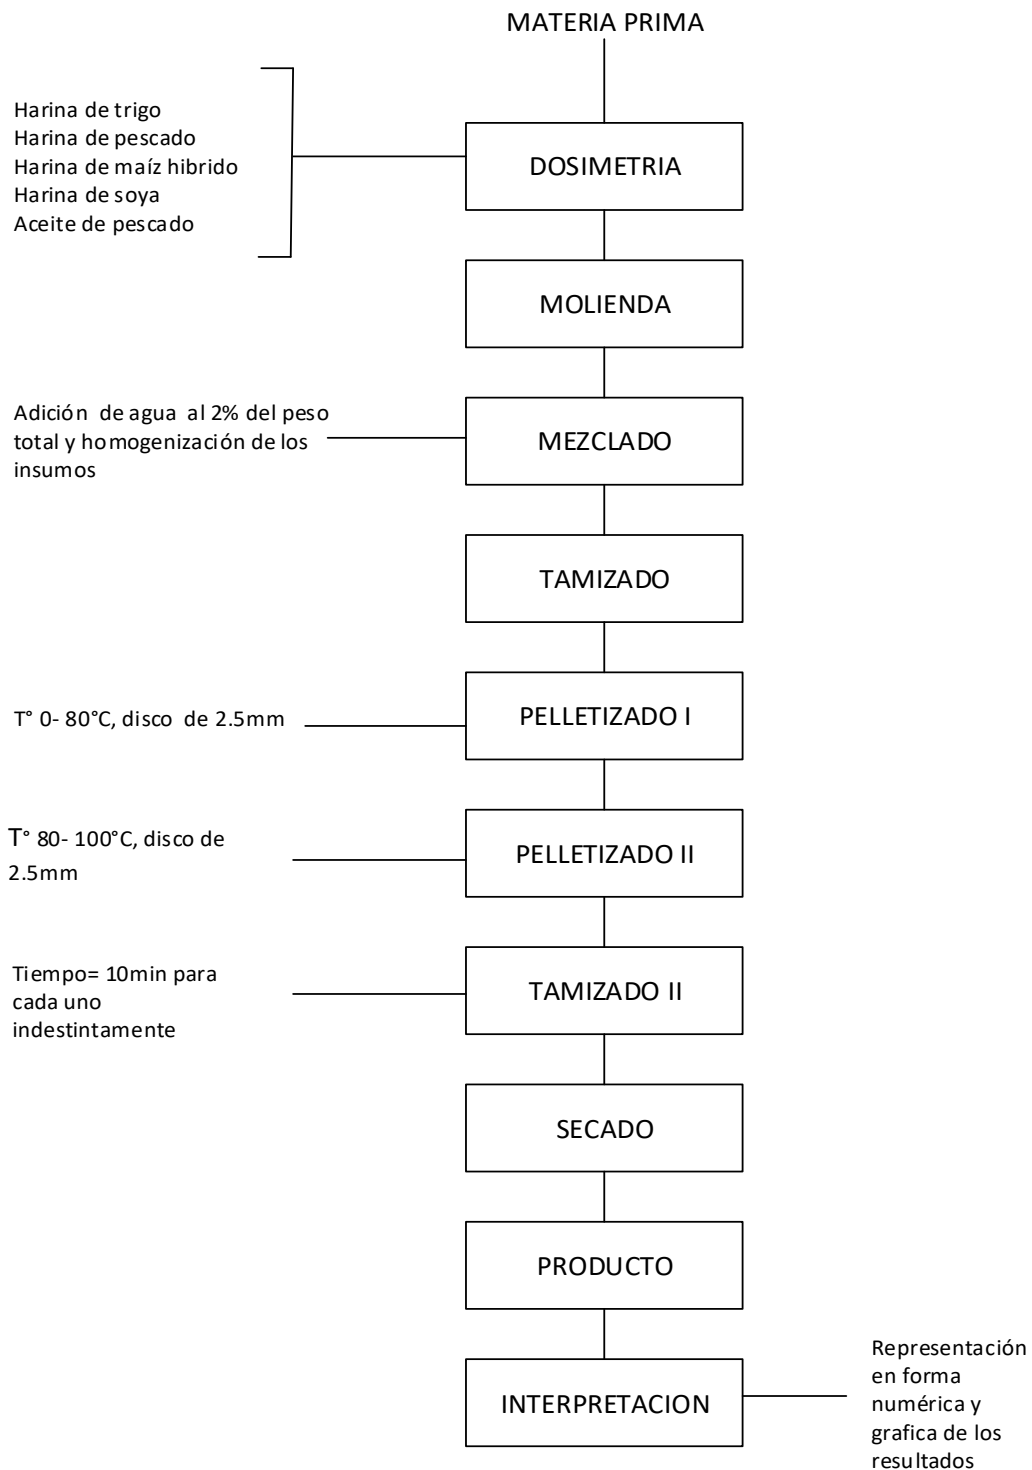 MATERIA PRIMA
Harina de trigo
Harina de pescado
Harina de maíz hibrido
Harina de soya
Aceite de pescado
DOSIMETRIA
MOLIENDA
Adición de agua al 2% del peso
total y homogenización de los
insumos
MEZCLADO
TAMIZADO
T° 0- 80°C, disco de 2.5mm
PELLETIZADO I
T° 80- 100°C, disco de
2.5mm
PELLETIZADO II
Tiempo= 10min para
cada uno
indestintamente
TAMIZADO II
SECADO
PRODUCTO
INTERPRETACION
Representación
en forma
numérica y
grafica de los
resultados